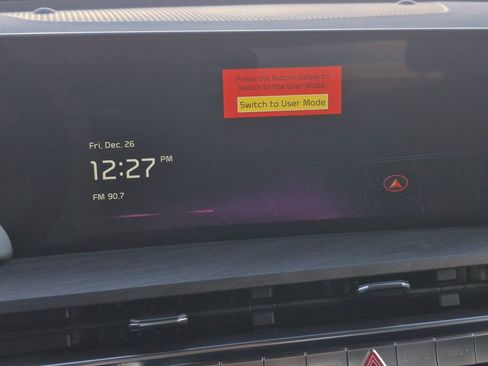 Press the button below to
switch to the User Mode.
Switch to User Mode
Fri, Dec. 26
12:27 PM
FM 90.7